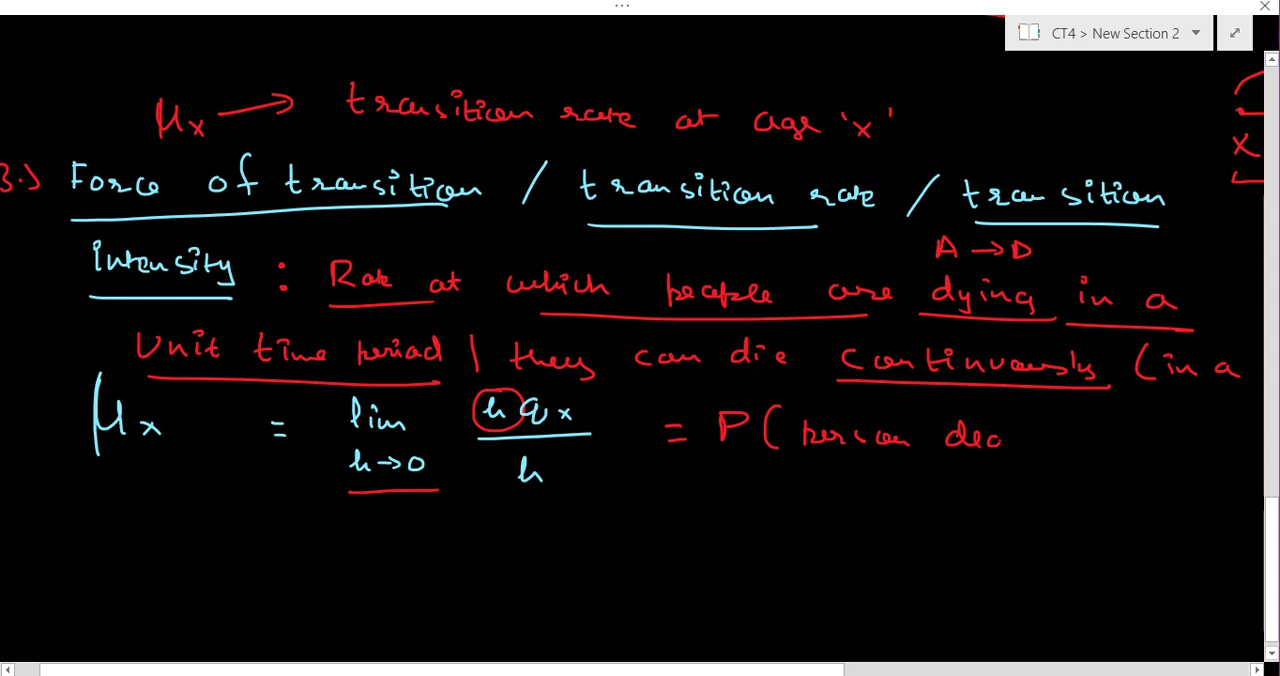 CT4 > New Section 2
μx → transition rate at age 'x'
x
3.) Force of transition / transition rate / transition
A → D
Intensity : Rate at which people are dying in a
Unit time period | they can die continuously (in a
μx = lim h→0 hqx / h = P( person dea